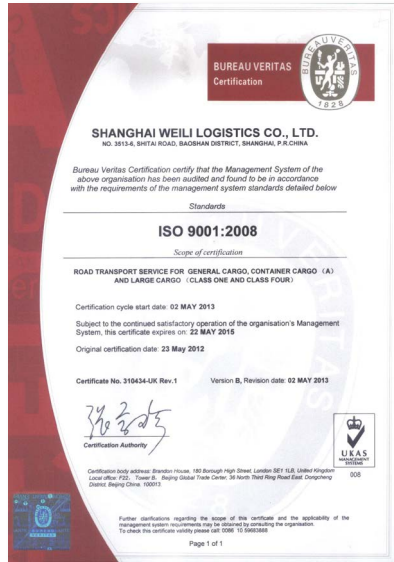 BUREAU VERITAS
Certification
BUREAU VERITAS
1828
SHANGHAI WEILI LOGISTICS CO., LTD.
NO. 3513-6, SHITAI ROAD, BAOSHAN DISTRICT, SHANGHAI, P.R.CHINA
Bureau Veritas Certification certify that the Management System of the
above organisation has been audited and found to be in accordance
with the requirements of the management system standards detailed below
Standards
ISO 9001:2008
Scope of certification
ROAD TRANSPORT SERVICE FOR GENERAL CARGO, CONTAINER CARGO （A）
AND LARGE CARGO （CLASS ONE AND CLASS FOUR）
Certification cycle start date: 02 MAY 2013
Subject to the continued satisfactory operation of the organisation's Management
System, this certificate expires on: 22 MAY 2015
Original certification date: 23 May 2012
Certificate No. 310434-UK Rev.1
Version B, Revision date: 02 MAY 2013
Certification Authority
UKAS
MANAGEMENT
SYSTEMS
008
Certification body address: Brandon House, 180 Borough High Street, London SE1 1LB, United Kingdom
Local office: F22， Tower B， Beijing Global Trade Center, 36 North Third Ring Road East, Dongcheng
District, Beijing China. 100013
Further clarifications regarding the scope of this certificate and the applicability of the
management system requirements may be obtained by consulting the organisation.
To check this certificate validity please call: 0086 10 59683888
Page 1 of 1